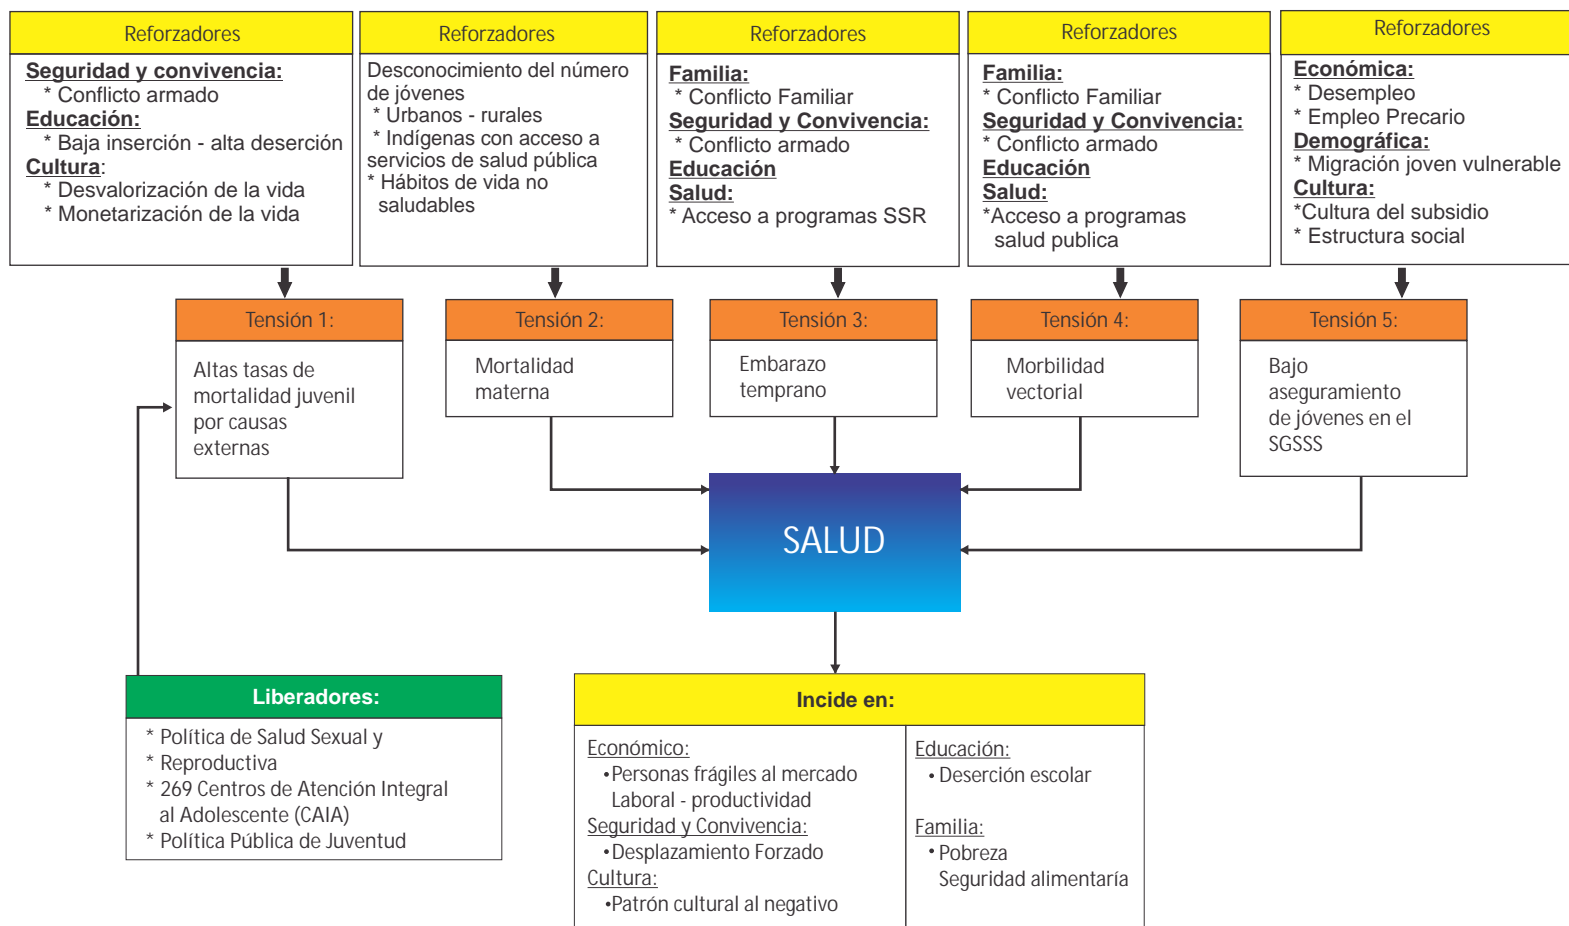 Reforzadores
Seguridad y convivencia:
* Conflicto armado
Educación:
* Baja inserción - alta deserción
Cultura:
* Desvalorización de la vida
* Monetarización de la vida
Reforzadores
Desconocimiento del número
de jóvenes
* Urbanos - rurales
* Indígenas con acceso a
servicios de salud pública
* Hábitos de vida no
saludables
Reforzadores
Familia:
* Conflicto Familiar
Seguridad y Convivencia:
* Conflicto armado
Educación
Salud:
* Acceso a programas SSR
Reforzadores
Familia:
* Conflicto Familiar
Seguridad y Convivencia:
* Conflicto armado
Educación
Salud:
*Acceso a programas
salud publica
Reforzadores
Económica:
* Desempleo
* Empleo Precario
Demográfica:
* Migración joven vulnerable
Cultura:
*Cultura del subsidio
* Estructura social
Tensión 1:
Altas tasas de
mortalidad juvenil
por causas
externas
Tensión 2:
Mortalidad
materna
Tensión 3:
Embarazo
temprano
Tensión 4:
Morbilidad
vectorial
Tensión 5:
Bajo
aseguramiento
de jóvenes en el
SGSSS
SALUD
Liberadores:
* Política de Salud Sexual y
* Reproductiva
* 269 Centros de Atención Integral
al Adolescente (CAIA)
* Política Pública de Juventud
Incide en:
Económico:
•Personas frágiles al mercado
Laboral - productividad
Seguridad y Convivencia:
•Desplazamiento Forzado
Cultura:
•Patrón cultural al negativo
Educación:
• Deserción escolar
Familia:
• Pobreza
Seguridad alimentaría